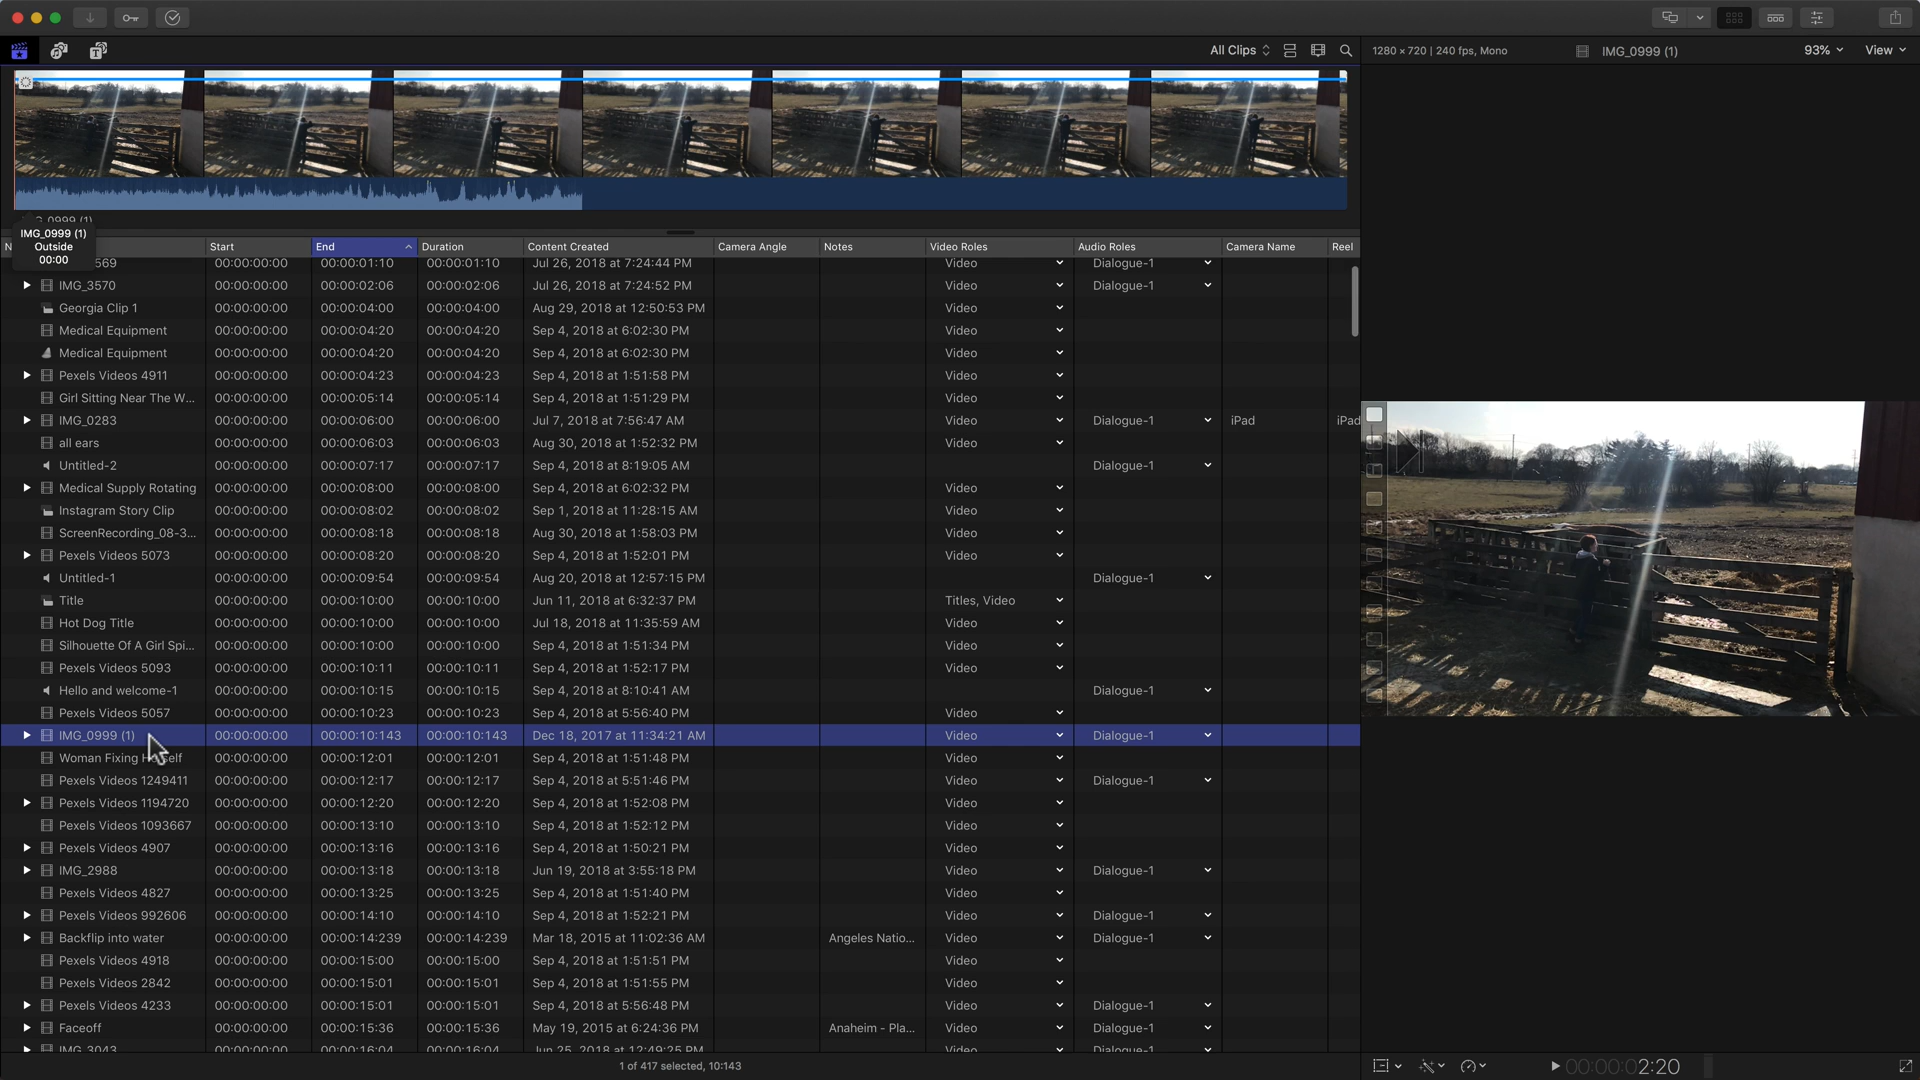 All Clips
1280 × 720 | 240 fps, Mono
IMG_0999 (1)
93%
View
IMG_0999 (1)
Outside
00:00
Start End Duration Content Created Camera Angle Notes Video Roles Audio Roles Camera Name Reel
569 00:00:00:00 00:00:01:10 00:00:01:10 Jul 26, 2018 at 7:24:44 PM Video Dialogue-1
IMG_3570 00:00:00:00 00:00:02:06 00:00:02:06 Jul 26, 2018 at 7:24:52 PM Video Dialogue-1
Georgia Clip 1 00:00:00:00 00:00:04:00 00:00:04:00 Aug 29, 2018 at 12:50:53 PM Video
Medical Equipment 00:00:00:00 00:00:04:20 00:00:04:20 Sep 4, 2018 at 6:02:30 PM Video
Medical Equipment 00:00:00:00 00:00:04:20 00:00:04:20 Sep 4, 2018 at 6:02:30 PM Video
Pexels Videos 4911 00:00:00:00 00:00:04:23 00:00:04:23 Sep 4, 2018 at 1:51:58 PM Video
Girl Sitting Near The W... 00:00:00:00 00:00:05:14 00:00:05:14 Sep 4, 2018 at 1:51:29 PM Video
IMG_0283 00:00:00:00 00:00:06:00 00:00:06:00 Jul 7, 2018 at 7:56:47 AM Video Dialogue-1 iPad iPad
all ears 00:00:00:00 00:00:06:03 00:00:06:03 Aug 30, 2018 at 1:52:32 PM Video
Untitled-2 00:00:00:00 00:00:07:17 00:00:07:17 Sep 4, 2018 at 8:19:05 AM Dialogue-1
Medical Supply Rotating 00:00:00:00 00:00:08:00 00:00:08:00 Sep 4, 2018 at 6:02:32 PM Video
Instagram Story Clip 00:00:00:00 00:00:08:02 00:00:08:02 Sep 1, 2018 at 11:28:15 AM Video
ScreenRecording_08-3... 00:00:00:00 00:00:08:18 00:00:08:18 Aug 30, 2018 at 1:58:03 PM Video
Pexels Videos 5073 00:00:00:00 00:00:08:20 00:00:08:20 Sep 4, 2018 at 1:52:01 PM Video
Untitled-1 00:00:00:00 00:00:09:54 00:00:09:54 Aug 20, 2018 at 12:57:15 PM Dialogue-1
Title 00:00:00:00 00:00:10:00 00:00:10:00 Jun 11, 2018 at 6:32:37 PM Titles, Video
Hot Dog Title 00:00:00:00 00:00:10:00 00:00:10:00 Jul 18, 2018 at 11:35:59 AM Video
Silhouette Of A Girl Spi... 00:00:00:00 00:00:10:00 00:00:10:00 Sep 4, 2018 at 1:51:34 PM Video
Pexels Videos 5093 00:00:00:00 00:00:10:11 00:00:10:11 Sep 4, 2018 at 1:52:17 PM Video
Hello and welcome-1 00:00:00:00 00:00:10:15 00:00:10:15 Sep 4, 2018 at 8:10:41 AM Dialogue-1
Pexels Videos 5057 00:00:00:00 00:00:10:23 00:00:10:23 Sep 4, 2018 at 5:56:40 PM Video
IMG_0999 (1) 00:00:00:00 00:00:10:143 00:00:10:143 Dec 18, 2017 at 11:34:21 AM Video Dialogue-1
Woman Fixing 00:00:00:00 00:00:12:01 00:00:12:01 Sep 4, 2018 at 1:51:48 PM Video
Pexels Videos 1249411 00:00:00:00 00:00:12:17 00:00:12:17 Sep 4, 2018 at 5:51:46 PM Video Dialogue-1
Pexels Videos 1194720 00:00:00:00 00:00:12:20 00:00:12:20 Sep 4, 2018 at 1:52:08 PM Video
Pexels Videos 1093667 00:00:00:00 00:00:13:10 00:00:13:10 Sep 4, 2018 at 1:52:12 PM Video
Pexels Videos 4907 00:00:00:00 00:00:13:16 00:00:13:16 Sep 4, 2018 at 1:50:21 PM Video
IMG_2988 00:00:00:00 00:00:13:18 00:00:13:18 Jun 19, 2018 at 3:55:18 PM Video Dialogue-1
Pexels Videos 4827 00:00:00:00 00:00:13:25 00:00:13:25 Sep 4, 2018 at 1:51:40 PM Video
Pexels Videos 992606 00:00:00:00 00:00:14:10 00:00:14:10 Sep 4, 2018 at 1:52:21 PM Video Dialogue-1
Backflip into water 00:00:00:00 00:00:14:239 00:00:14:239 Mar 18, 2015 at 11:02:36 AM Angeles Natio... Video Dialogue-1
Pexels Videos 4918 00:00:00:00 00:00:15:00 00:00:15:00 Sep 4, 2018 at 1:51:51 PM Video
Pexels Videos 2842 00:00:00:00 00:00:15:01 00:00:15:01 Sep 4, 2018 at 1:51:55 PM Video
Pexels Videos 4233 00:00:00:00 00:00:15:01 00:00:15:01 Sep 4, 2018 at 5:56:48 PM Video Dialogue-1
Faceoff 00:00:00:00 00:00:15:36 00:00:15:36 May 19, 2015 at 6:24:36 PM Anaheim - Pla... Video Dialogue-1
IMG_3043 00:00:00:00 00:00:16:04 00:00:16:04 Jun 25, 2018 at 12:49:25 PM Video Dialogue-1
1 of 417 selected, 10:143
00:00:02:20